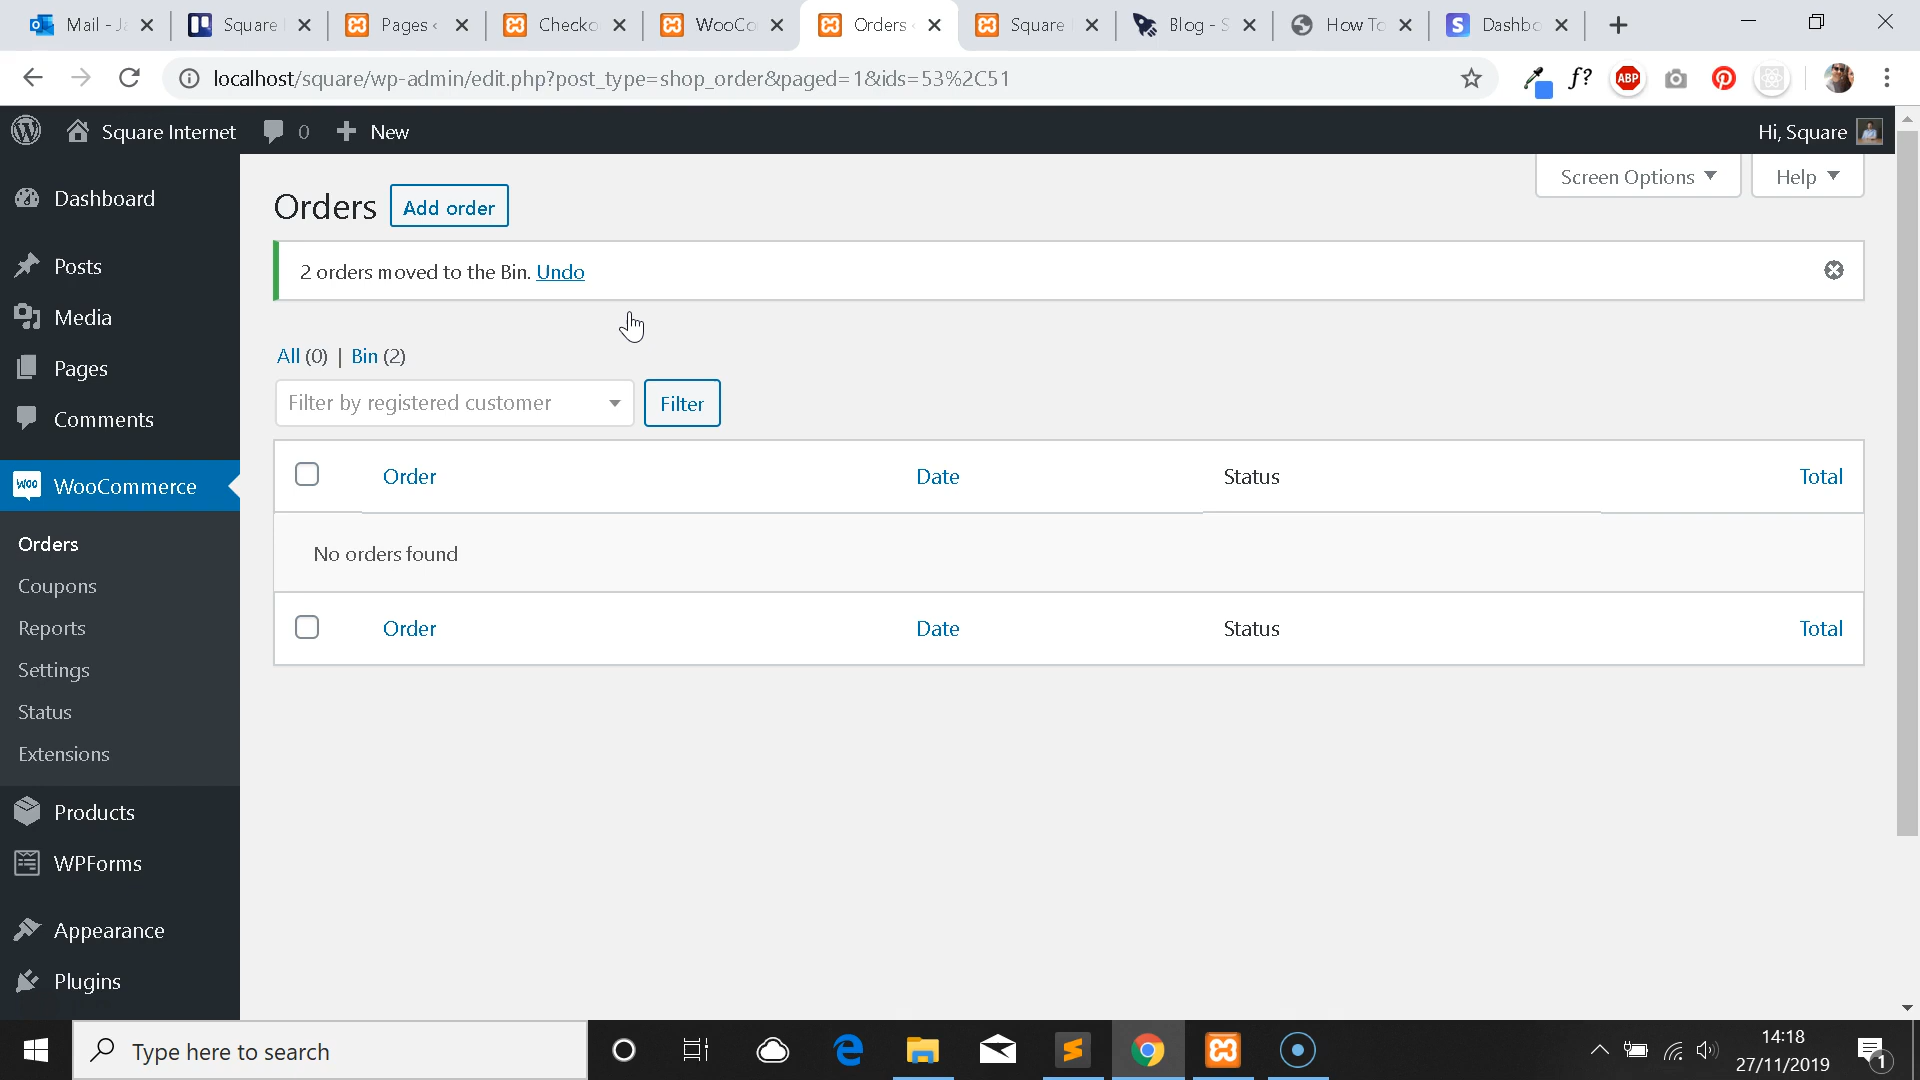 Mail - Ja
Square
Pages ‹
Checko
WooCo
Orders ‹
Square
Blog - S
How To
Dashbo
localhost/square/wp-admin/edit.php?post_type=shop_order&paged=1&ids=53%2C51
f?
ABP
Square Internet
0
New
Hi, Square
Screen Options
Help
Dashboard
Posts
Media
Pages
Comments
WOO
WooCommerce
Orders
Coupons
Reports
Settings
Status
Extensions
Products
WPForms
Appearance
Plugins
Orders
Add order
2 orders moved to the Bin. Undo
All (0) | Bin (2)
Filter by registered customer
Filter
Order Date Status Total
No orders found
Order Date Status Total
Type here to search
14:18
27/11/2019
1